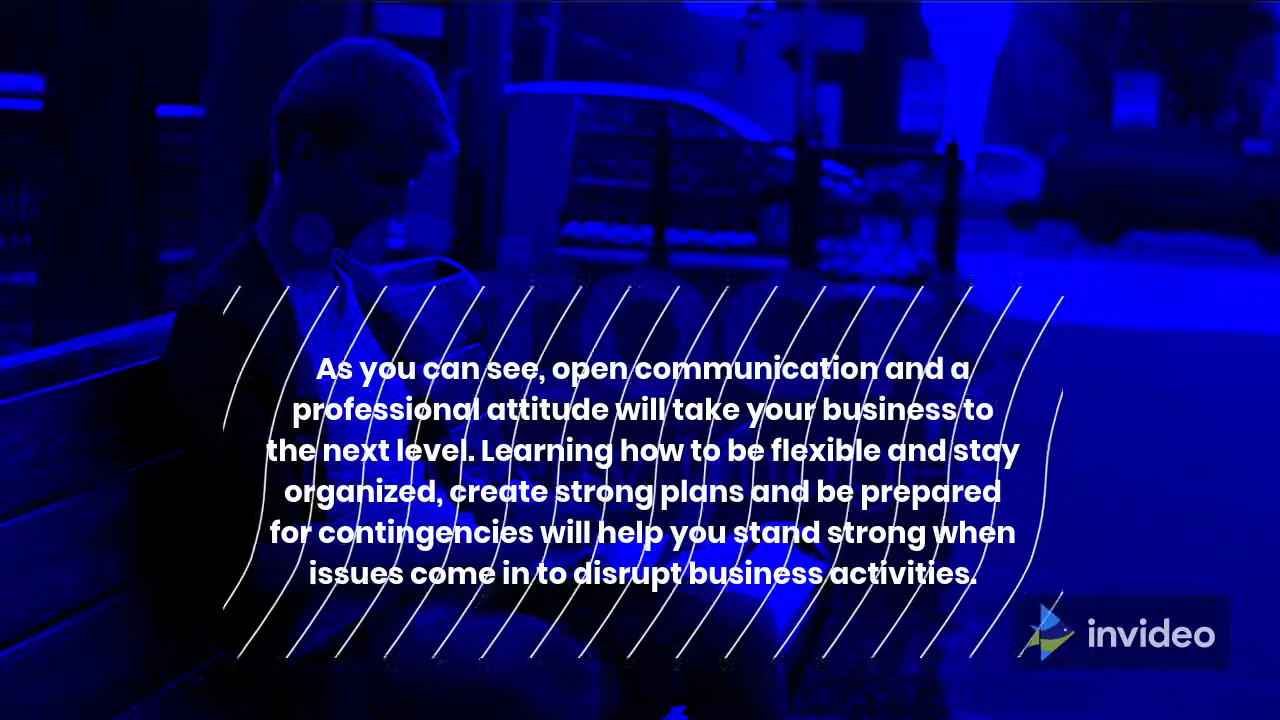 As you can see, open communication and a
professional attitude will take your business to
the next level. Learning how to be flexible and stay
organized, create strong plans and be prepared
for contingencies will help you stand strong when
issues come in to disrupt business activities.
invideo